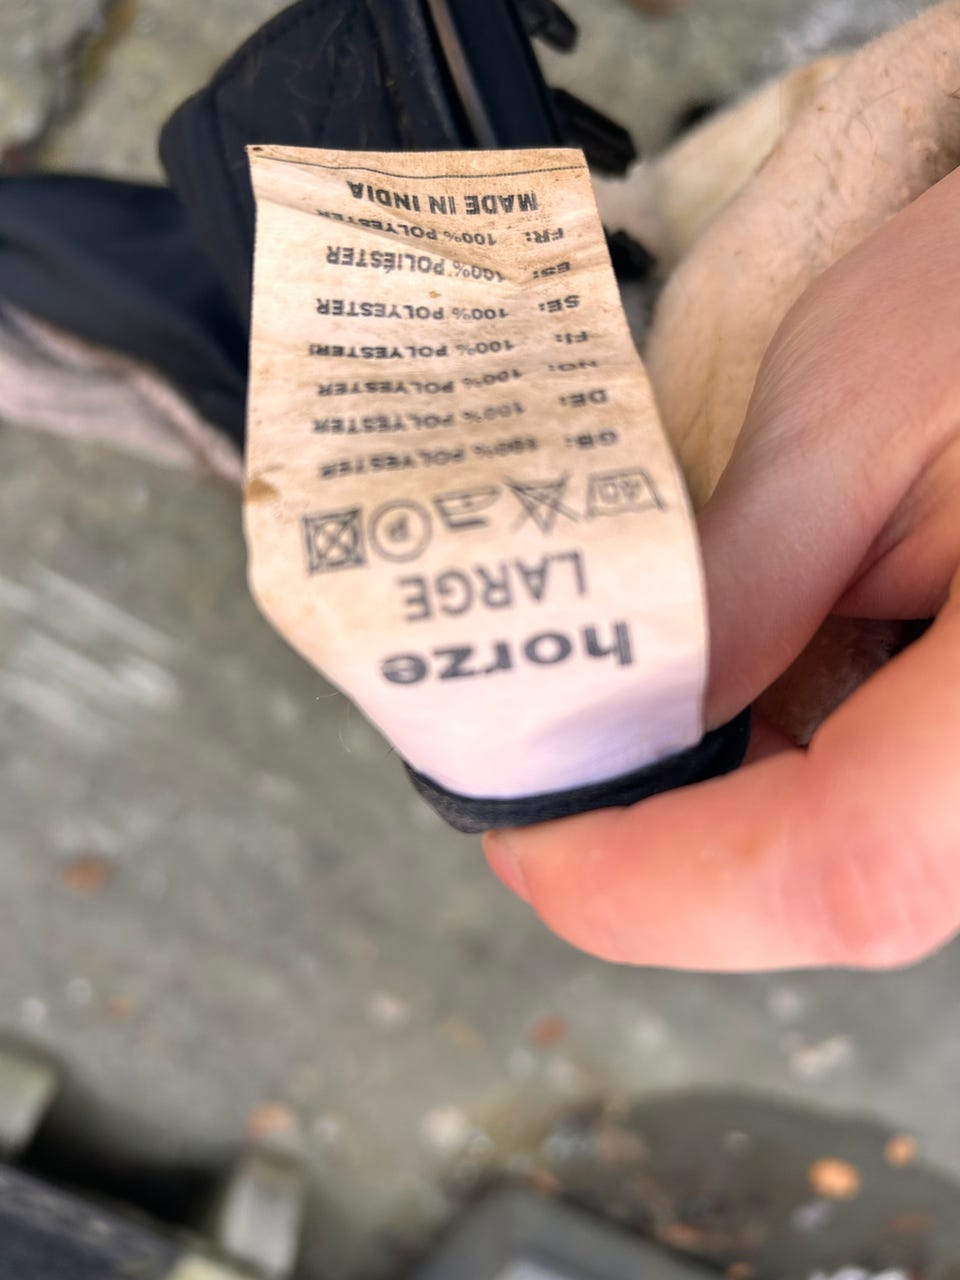 horze
LARGE
40 P
GB: 100% POLYESTER
DE: 100% POLYESTER
NO: 100% POLYESTER
FI: 100% POLYESTERI
SE: 100% POLYESTER
ES: 100% POLIÉSTER
FR: 100% POLYESTER
MADE IN INDIA